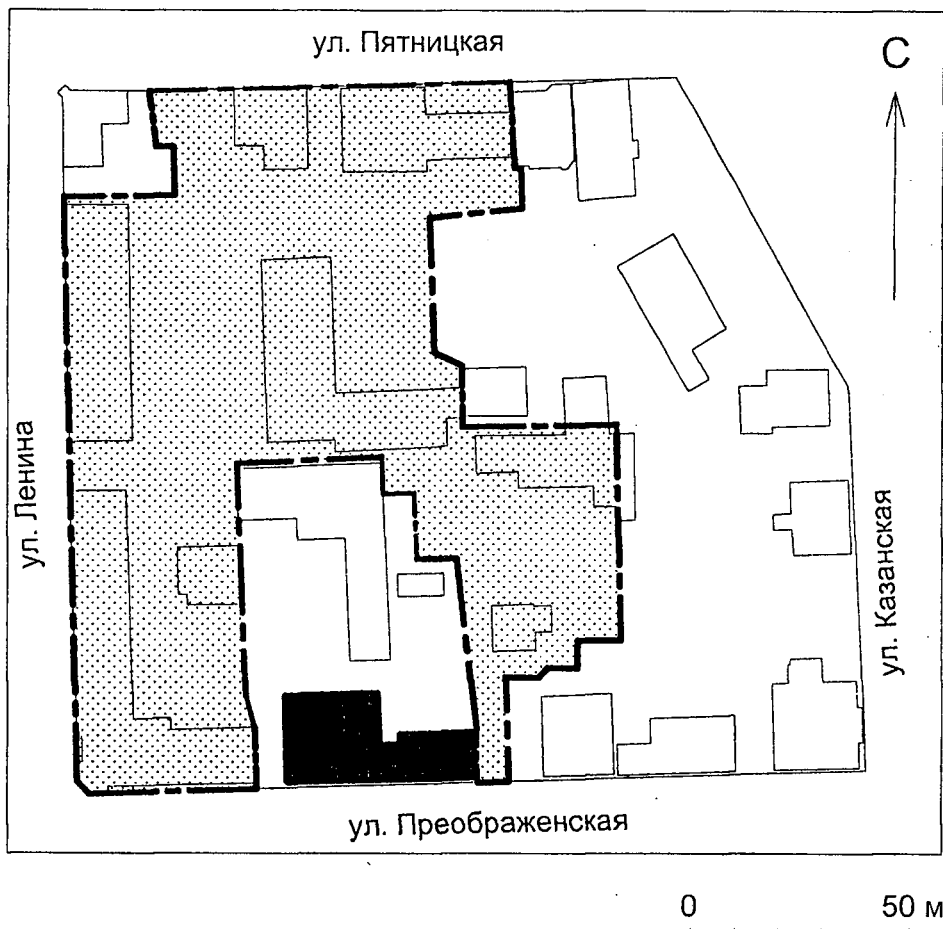 ул. Пятницкая
С
ул. Ленина
ул. Казанская
ул. Преображенская
0 50 м